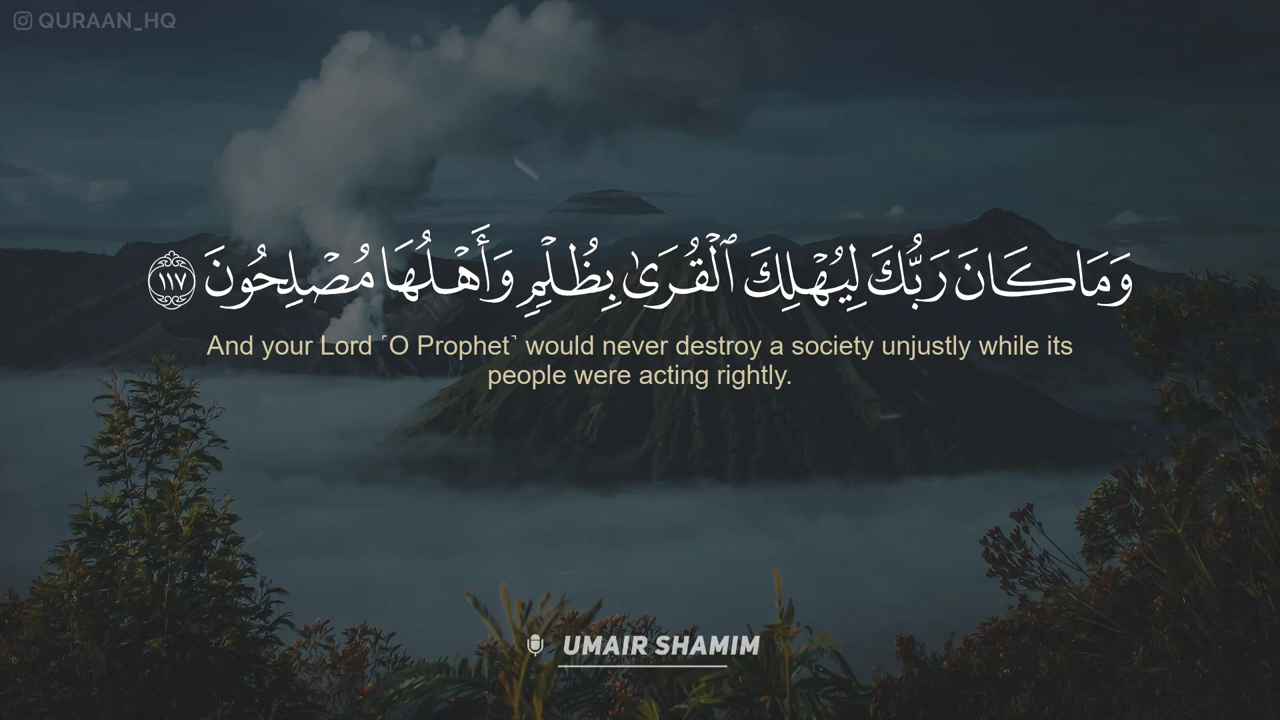 QURAAN_HQ
وَمَا كَانَ رَبُّكَ لِيُهْلِكَ ٱلْقُرَىٰ بِظُلْمٍ وَأَهْلُهَا مُصْلِحُونَ ١١٧
And your Lord ˹O Prophet˺ would never destroy a society unjustly while its
people were acting rightly.
UMAIR SHAMIM